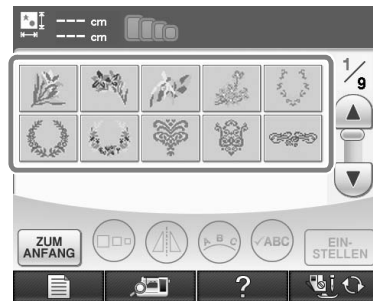 --- cm
--- cm
1/9
A B C
✓ABC
ZUM
ANFANG
EIN-
STELLEN
?